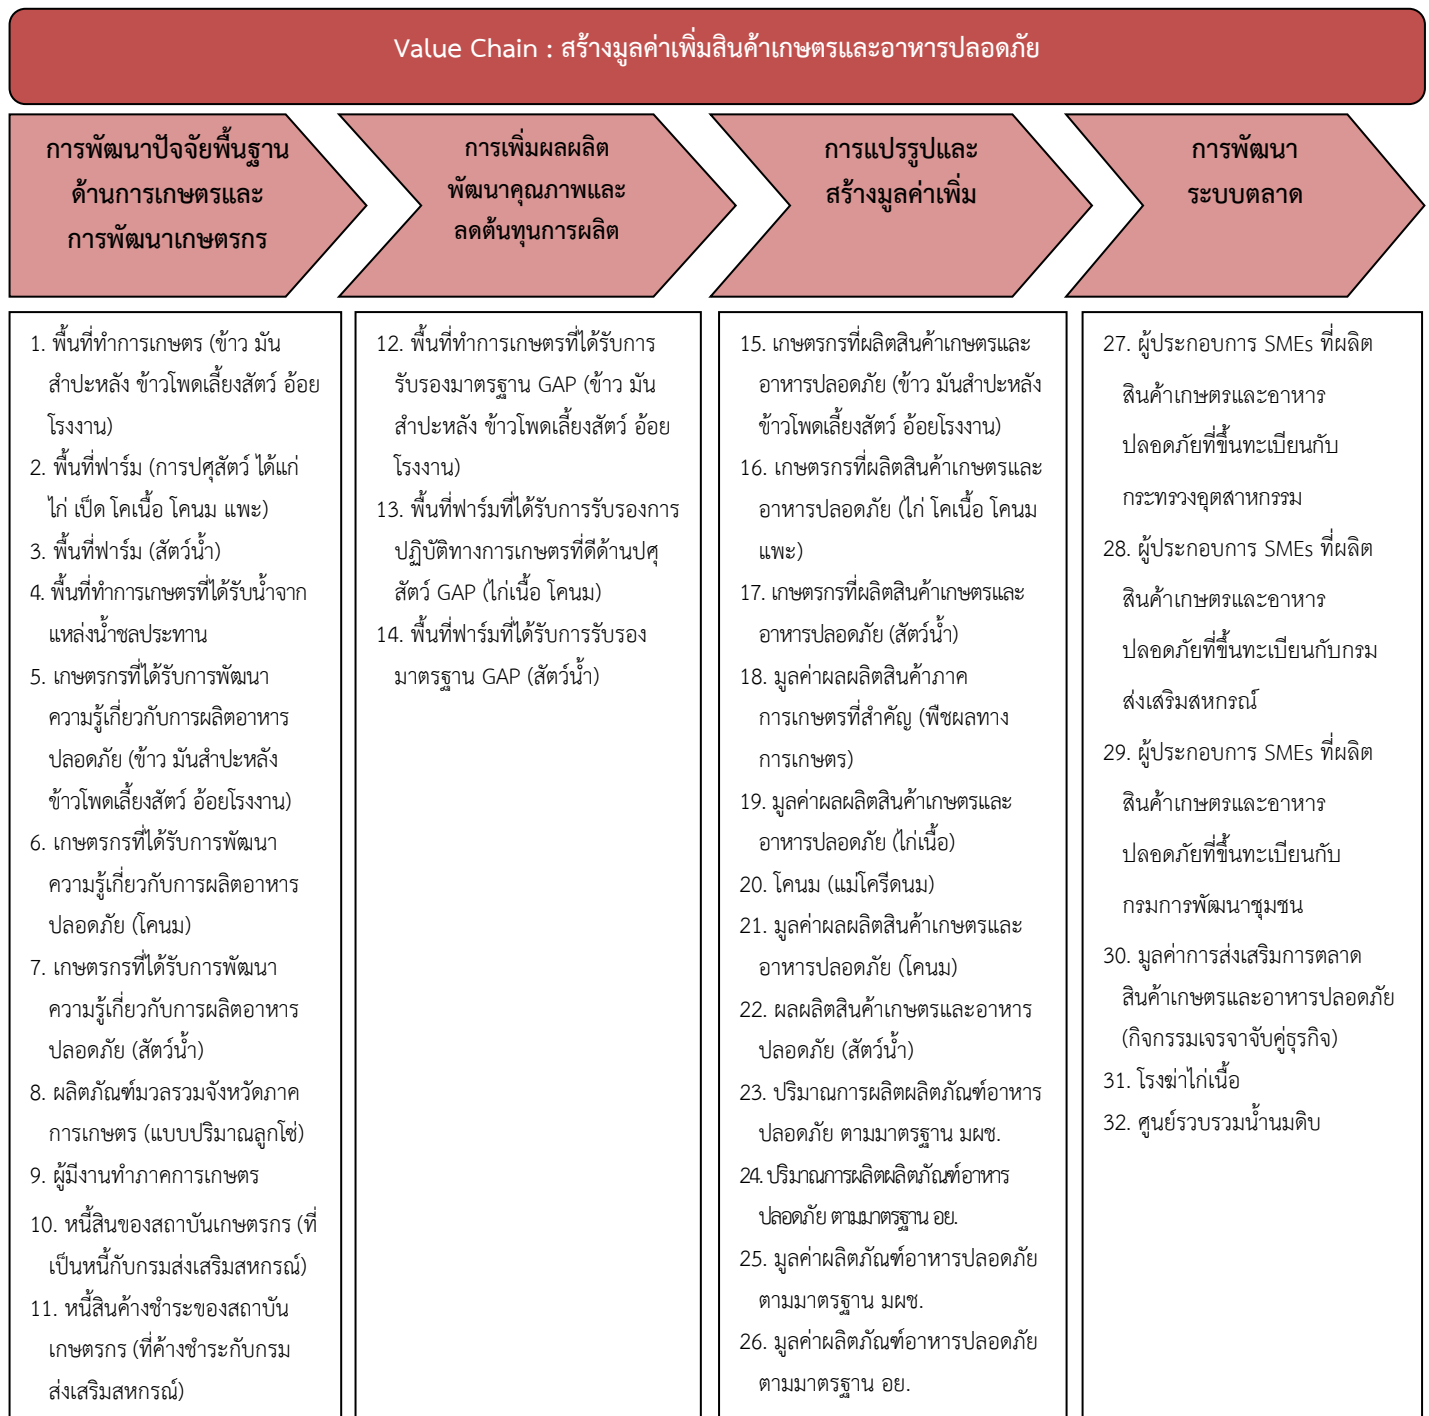 Value Chain : สร้างมูลค่าเพิ่มสินค้าเกษตรและอาหารปลอดภัย
การพัฒนาปัจจัยพื้นฐาน
ด้านการเกษตรและ
การพัฒนาเกษตรกร
การเพิ่มผลผลิต
พัฒนาคุณภาพและ
ลดต้นทุนการผลิต
การแปรรูปและ
สร้างมูลค่าเพิ่ม
การพัฒนา
ระบบตลาด
1. พื้นที่ทำการเกษตร (ข้าว มัน
สำปะหลัง ข้าวโพดเลี้ยงสัตว์ อ้อย
โรงงาน)
2. พื้นที่ฟาร์ม (การปศุสัตว์ ได้แก่
ไก่ เป็ด โคเนื้อ โคนม แพะ)
3. พื้นที่ฟาร์ม (สัตว์น้ำ)
4. พื้นที่ทำการเกษตรที่ได้รับน้ำจาก
แหล่งน้ำชลประทาน
5. เกษตรกรที่ได้รับการพัฒนา
ความรู้เกี่ยวกับการผลิตอาหาร
ปลอดภัย (ข้าว มันสำปะหลัง
ข้าวโพดเลี้ยงสัตว์ อ้อยโรงงาน)
6. เกษตรกรที่ได้รับการพัฒนา
ความรู้เกี่ยวกับการผลิตอาหาร
ปลอดภัย (โคนม)
7. เกษตรกรที่ได้รับการพัฒนา
ความรู้เกี่ยวกับการผลิตอาหาร
ปลอดภัย (สัตว์น้ำ)
8. ผลิตภัณฑ์มวลรวมจังหวัดภาค
การเกษตร (แบบปริมาณลูกโซ่)
9. ผู้มีงานทำภาคการเกษตร
10. หนี้สินของสถาบันเกษตรกร (ที่
เป็นหนี้กับกรมส่งเสริมสหกรณ์)
11. หนี้สินค้างชำระของสถาบัน
เกษตรกร (ที่ค้างชำระกับกรม
ส่งเสริมสหกรณ์)
12. พื้นที่ทำการเกษตรที่ได้รับการ
รับรองมาตรฐาน GAP (ข้าว มัน
สำปะหลัง ข้าวโพดเลี้ยงสัตว์ อ้อย
โรงงาน)
13. พื้นที่ฟาร์มที่ได้รับการรับรองการ
ปฏิบัติทางการเกษตรที่ดีด้านปศุ
สัตว์ GAP (ไก่เนื้อ โคนม)
14. พื้นที่ฟาร์มที่ได้รับการรับรอง
มาตรฐาน GAP (สัตว์น้ำ)
15. เกษตรกรที่ผลิตสินค้าเกษตรและ
อาหารปลอดภัย (ข้าว มันสำปะหลัง
ข้าวโพดเลี้ยงสัตว์ อ้อยโรงงาน)
16. เกษตรกรที่ผลิตสินค้าเกษตรและ
อาหารปลอดภัย (ไก่ โคเนื้อ โคนม
แพะ)
17. เกษตรกรที่ผลิตสินค้าเกษตรและ
อาหารปลอดภัย (สัตว์น้ำ)
18. มูลค่าผลผลิตสินค้าภาค
การเกษตรที่สำคัญ (พืชผลทาง
การเกษตร)
19. มูลค่าผลผลิตสินค้าเกษตรและ
อาหารปลอดภัย (ไก่เนื้อ)
20. โคนม (แม่โครีดนม)
21. มูลค่าผลผลิตสินค้าเกษตรและ
อาหารปลอดภัย (โคนม)
22. ผลผลิตสินค้าเกษตรและอาหาร
ปลอดภัย (สัตว์น้ำ)
23. ปริมาณการผลิตผลิตภัณฑ์อาหาร
ปลอดภัย ตามมาตรฐาน มผช.
24. ปริมาณการผลิตผลิตภัณฑ์อาหาร
ปลอดภัย ตามมาตรฐาน อย.
25. มูลค่าผลิตภัณฑ์อาหารปลอดภัย
ตามมาตรฐาน มผช.
26. มูลค่าผลิตภัณฑ์อาหารปลอดภัย
ตามมาตรฐาน อย.
27. ผู้ประกอบการ SMEs ที่ผลิต
สินค้าเกษตรและอาหาร
ปลอดภัยที่ขึ้นทะเบียนกับ
กระทรวงอุตสาหกรรม
28. ผู้ประกอบการ SMEs ที่ผลิต
สินค้าเกษตรและอาหาร
ปลอดภัยที่ขึ้นทะเบียนกับกรม
ส่งเสริมสหกรณ์
29. ผู้ประกอบการ SMEs ที่ผลิต
สินค้าเกษตรและอาหาร
ปลอดภัยที่ขึ้นทะเบียนกับ
กรมการพัฒนาชุมชน
30. มูลค่าการส่งเสริมการตลาด
สินค้าเกษตรและอาหารปลอดภัย
(กิจกรรมเจรจาจับคู่ธุรกิจ)
31. โรงฆ่าไก่เนื้อ
32. ศูนย์รวบรวมน้ำนมดิบ